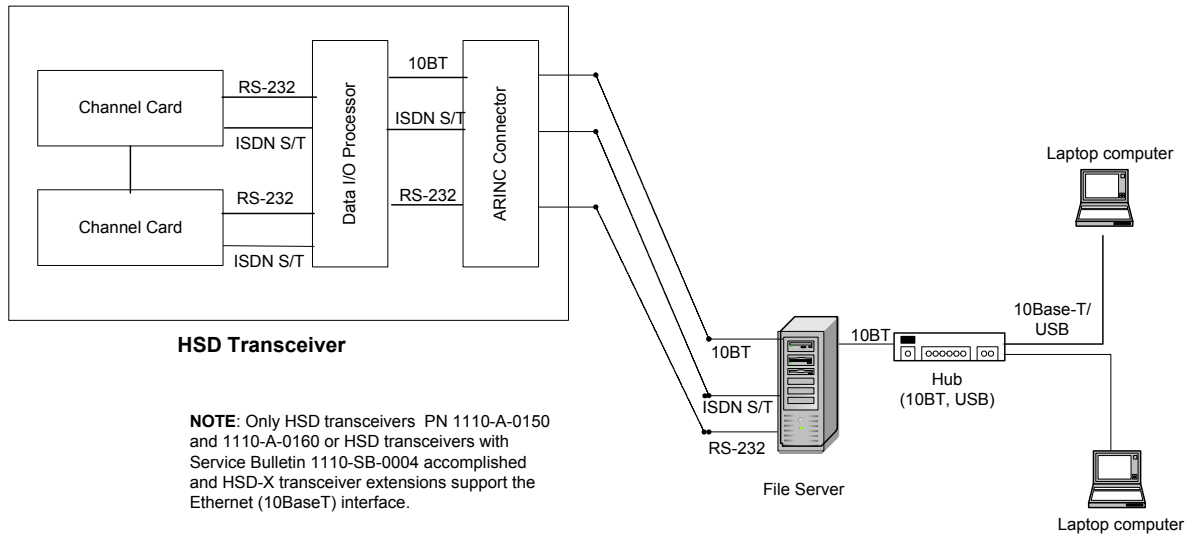 Channel Card
RS-232
ISDN S/T
Channel Card
RS-232
ISDN S/T
Data I/O Processor
10BT
ISDN S/T
RS-232
ARINC Connector
HSD Transceiver
NOTE: Only HSD transceivers PN 1110-A-0150
and 1110-A-0160 or HSD transceivers with
Service Bulletin 1110-SB-0004 accomplished
and HSD-X transceiver extensions support the
Ethernet (10BaseT) interface.
10BT
ISDN S/T
RS-232
File Server
10BT
Hub
(10BT, USB)
10Base-T/
USB
Laptop computer
Laptop computer